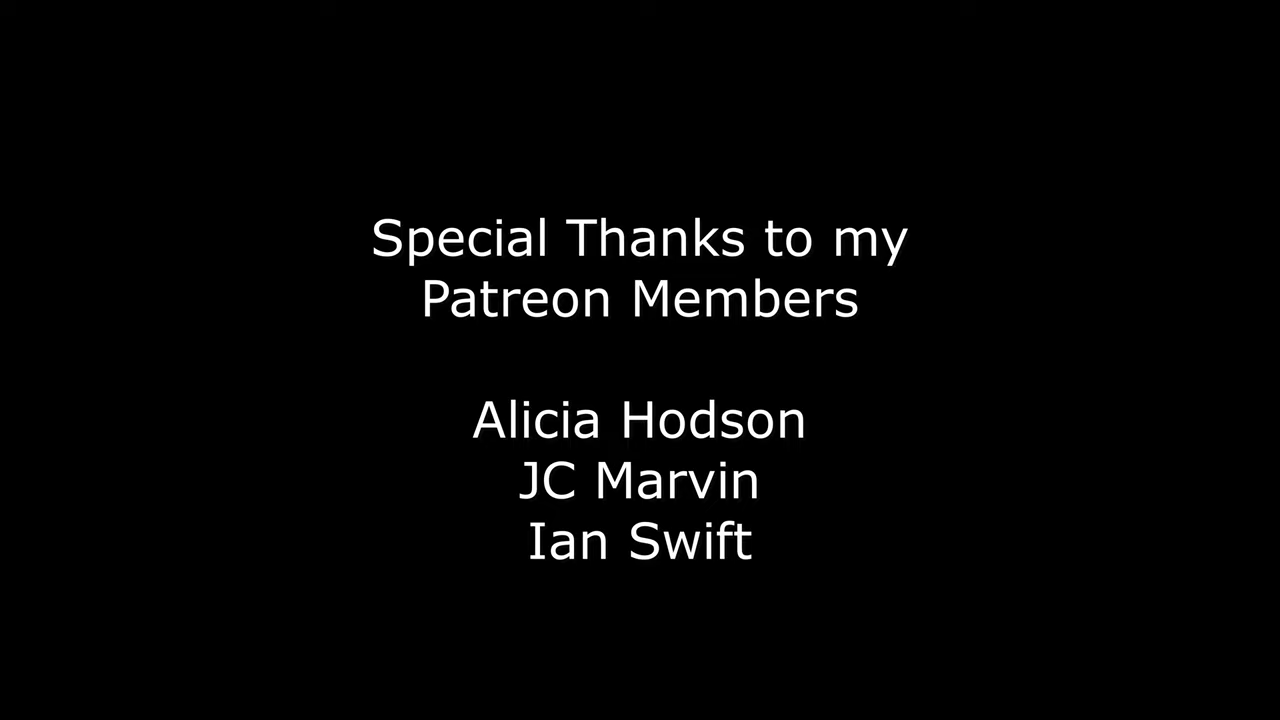 Special Thanks to my
Patreon Members
Alicia Hodson
JC Marvin
Ian Swift